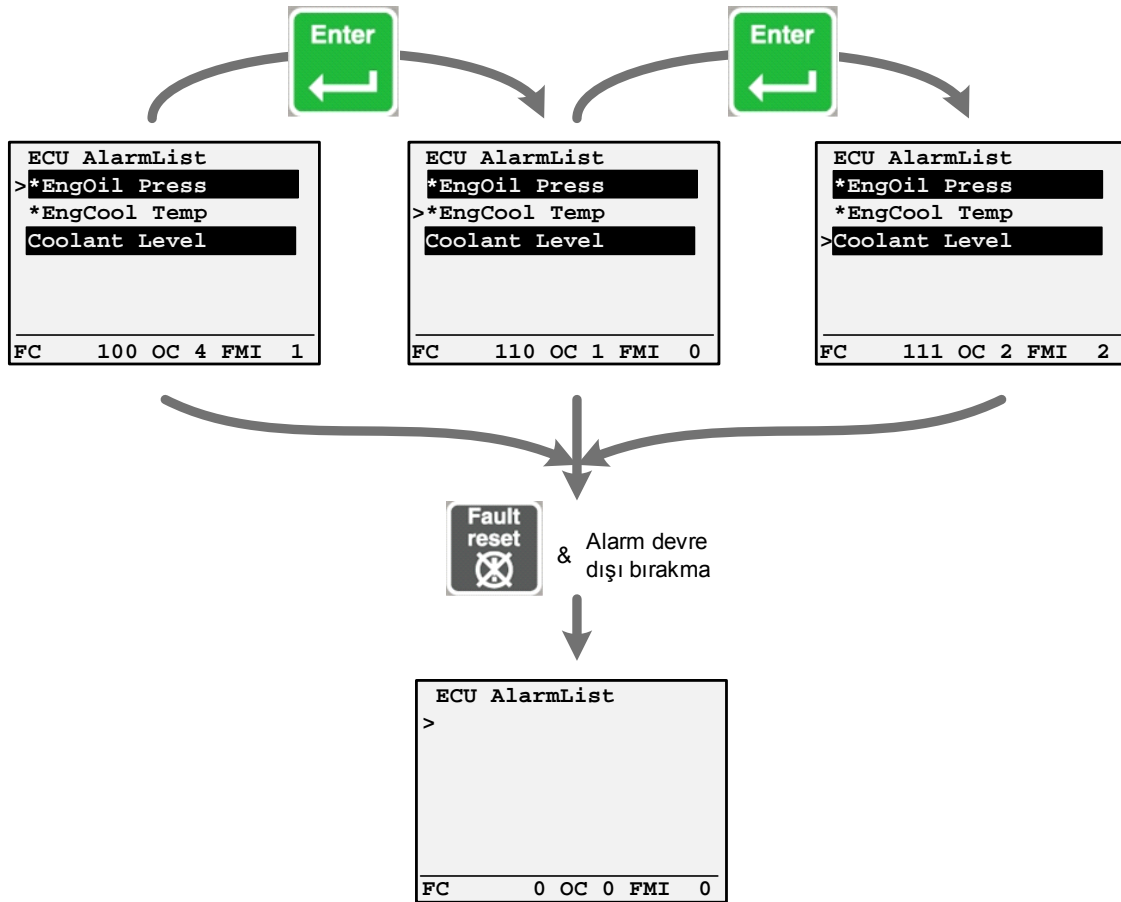 Enter
Enter
ECU AlarmList
>*EngOil Press
*EngCool Temp
Coolant Level
FC 100 OC 4 FMI 1
ECU AlarmList
*EngOil Press
>*EngCool Temp
Coolant Level
FC 110 OC 1 FMI 0
ECU AlarmList
*EngOil Press
*EngCool Temp
>Coolant Level
FC 111 OC 2 FMI 2
Fault
reset
& Alarm devre
dışı bırakma
ECU AlarmList
>
FC 0 OC 0 FMI 0